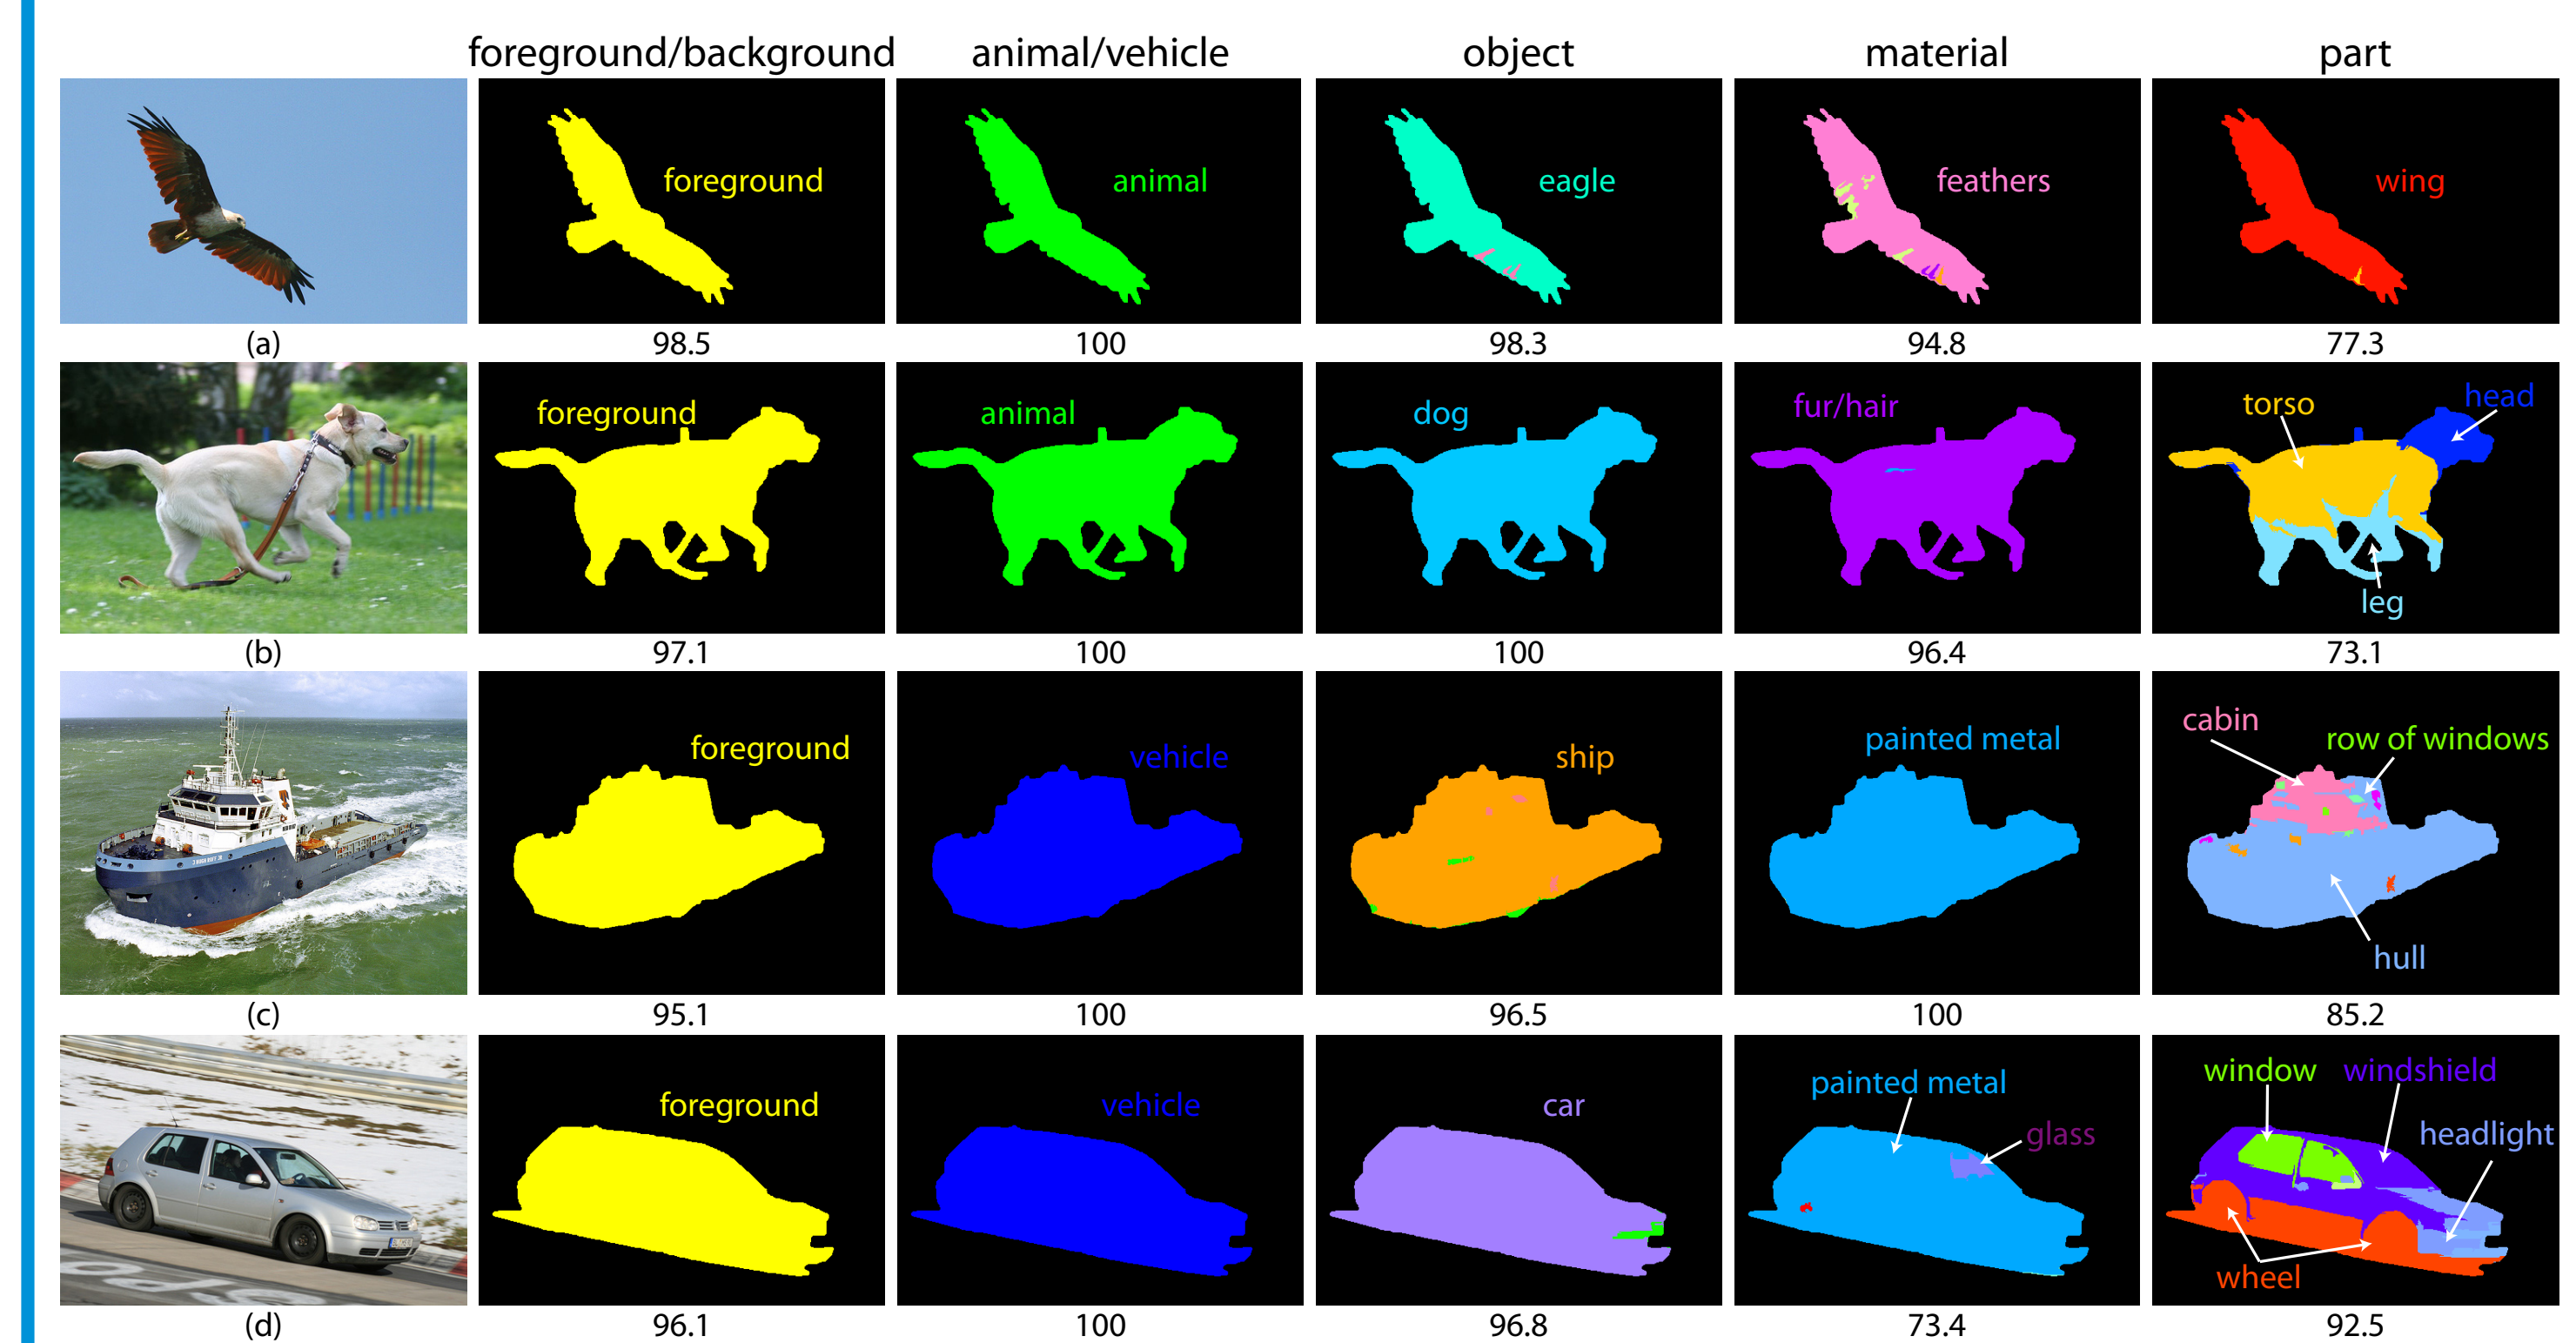 foreground/background animal/vehicle object material part
foreground animal eagle feathers wing
(a) 98.5 100 98.3 94.8 77.3
foreground animal dog fur/hair torso head
leg
(b) 97.1 100 100 96.4 73.1
foreground vehicle ship painted metal cabin row of windows
hull
(c) 95.1 100 96.5 100 85.2
foreground vehicle car painted metal glass window windshield
headlight
wheel
(d) 96.1 100 96.8 73.4 92.5